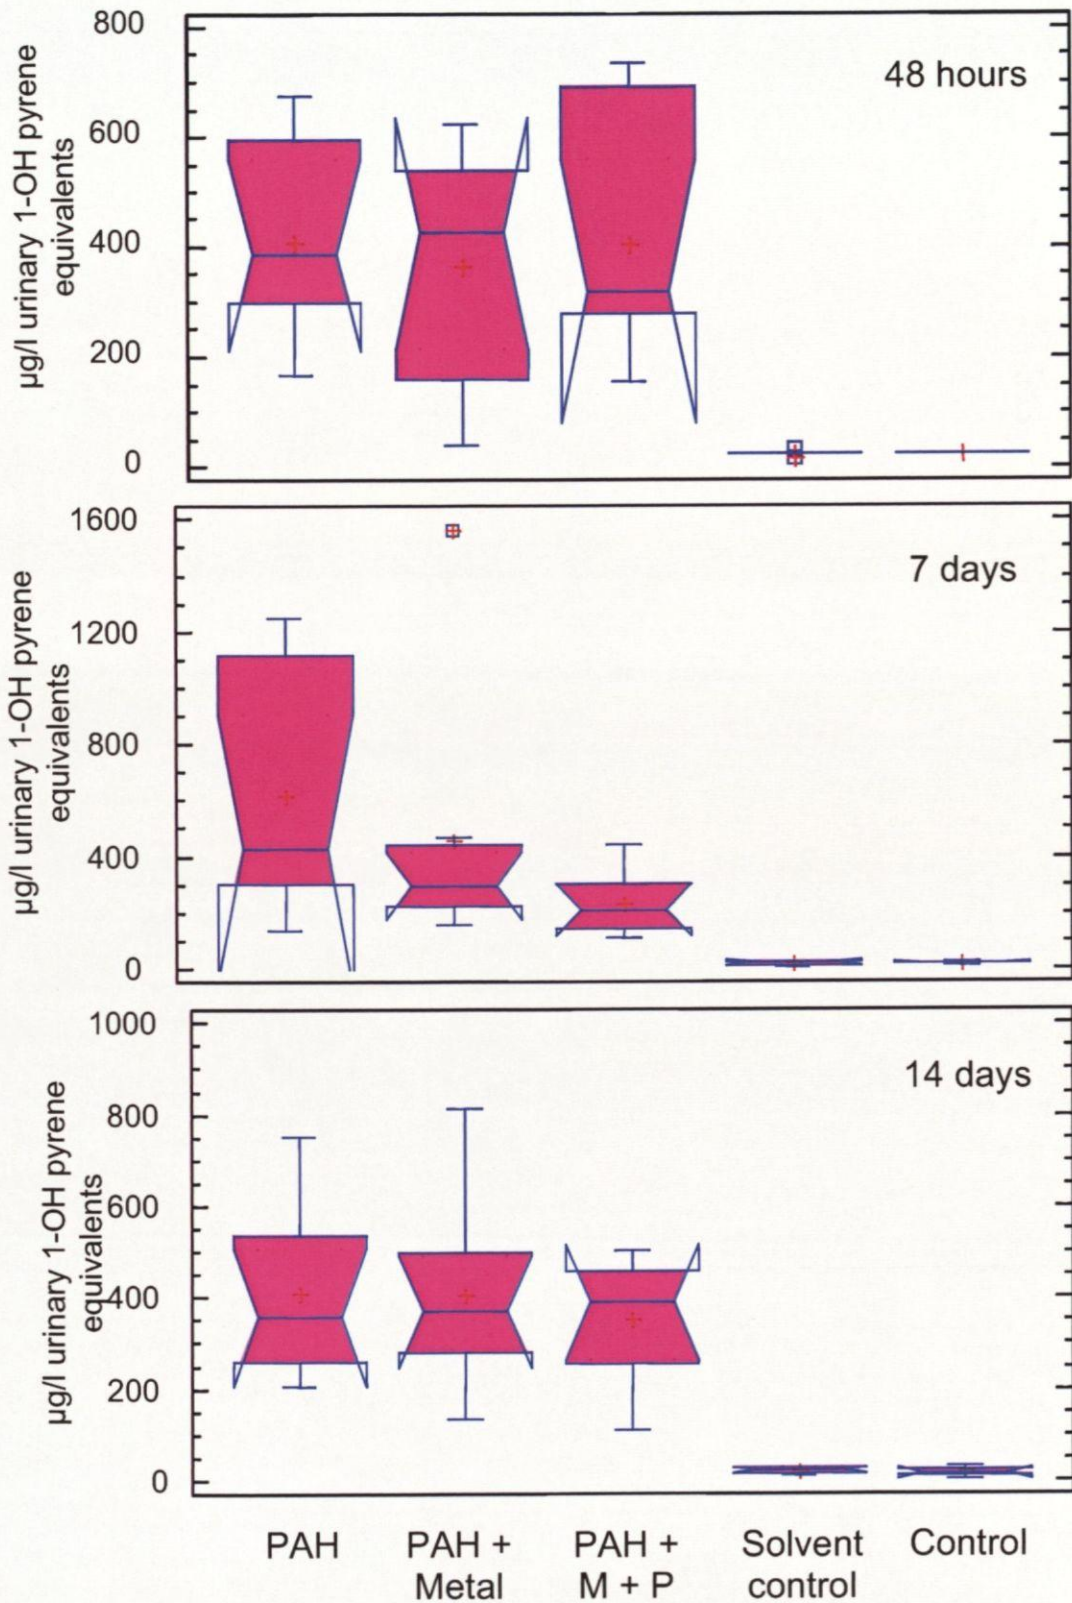 800
600
400
200
0
µg/l urinary 1-OH pyrene
equivalents
48 hours
1600
1200
800
400
0
µg/l urinary 1-OH pyrene
equivalents
7 days
1000
800
600
400
200
0
µg/l urinary 1-OH pyrene
equivalents
14 days
PAH
PAH +
Metal
PAH +
M + P
Solvent
control
Control